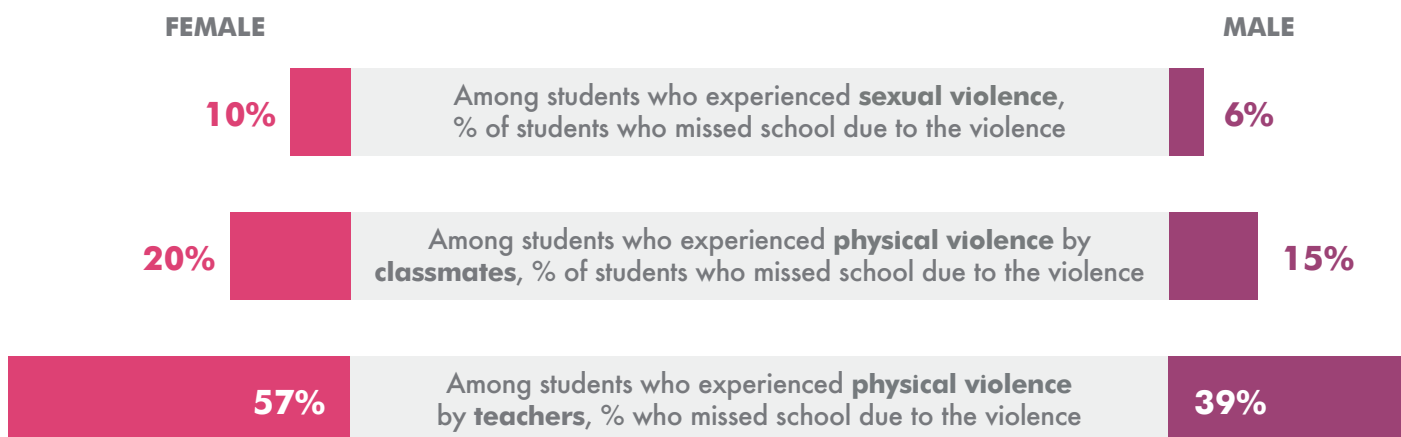 FEMALE
MALE
10%
Among students who experienced sexual violence,
% of students who missed school due to the violence
6%
20%
Among students who experienced physical violence by
classmates, % of students who missed school due to the violence
15%
57%
Among students who experienced physical violence
by teachers, % who missed school due to the violence
39%